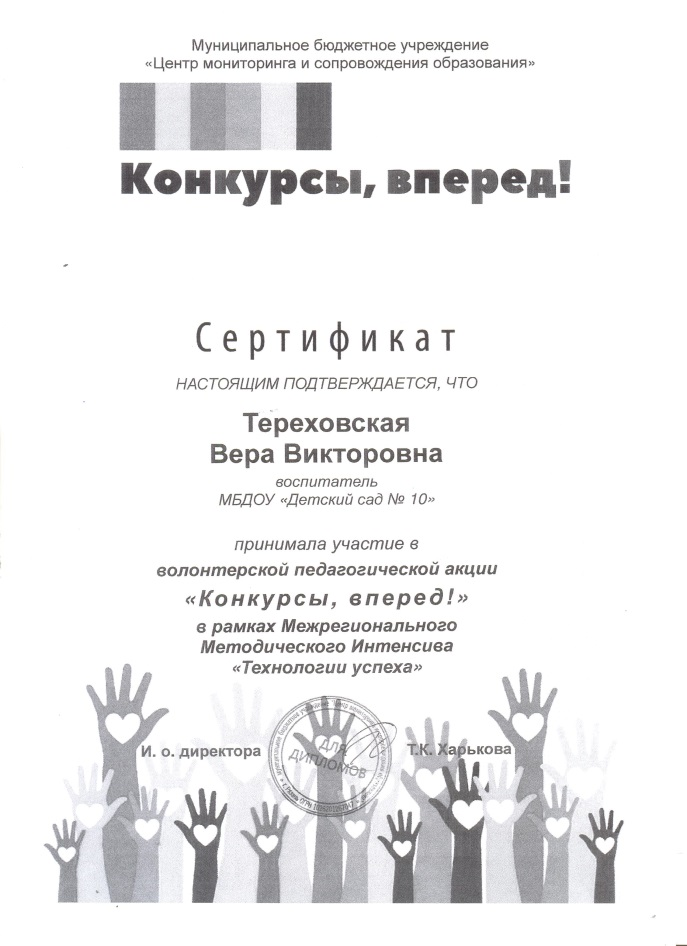 Муниципальное бюджетное учреждение
«Центр мониторинга и сопровождения образования»
Конкурсы, вперед!
Сертификат
НАСТОЯЩИМ ПОДТВЕРЖДАЕТСЯ, ЧТО
Тереховская
Вера Викторовна
воспитатель
МБДОУ «Детский сад № 10»
принимала участие в
волонтерской педагогической акции
«Конкурсы, вперед!»
в рамках Межрегионального
Методического Интенсива
«Технологии успеха»
И. о. директора
ДЛЯ
ДИПЛОМОВ
Т.К. Харькова